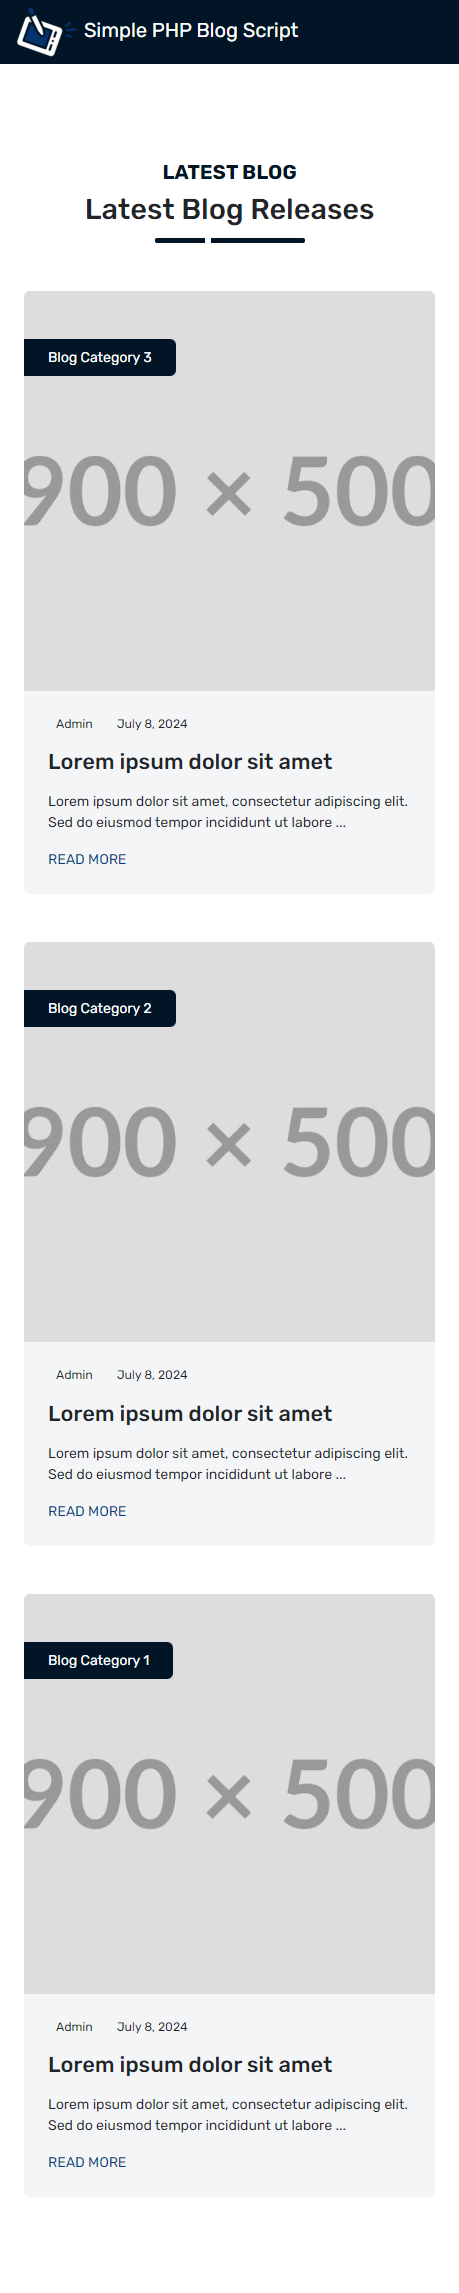 Simple PHP Blog Script
LATEST BLOG
Latest Blog Releases
Blog Category 3
900 × 500
Admin July 8, 2024
Lorem ipsum dolor sit amet
Lorem ipsum dolor sit amet, consectetur adipiscing elit.
Sed do eiusmod tempor incididunt ut labore ...
READ MORE
Blog Category 2
900 × 500
Admin July 8, 2024
Lorem ipsum dolor sit amet
Lorem ipsum dolor sit amet, consectetur adipiscing elit.
Sed do eiusmod tempor incididunt ut labore ...
READ MORE
Blog Category 1
900 × 500
Admin July 8, 2024
Lorem ipsum dolor sit amet
Lorem ipsum dolor sit amet, consectetur adipiscing elit.
Sed do eiusmod tempor incididunt ut labore ...
READ MORE